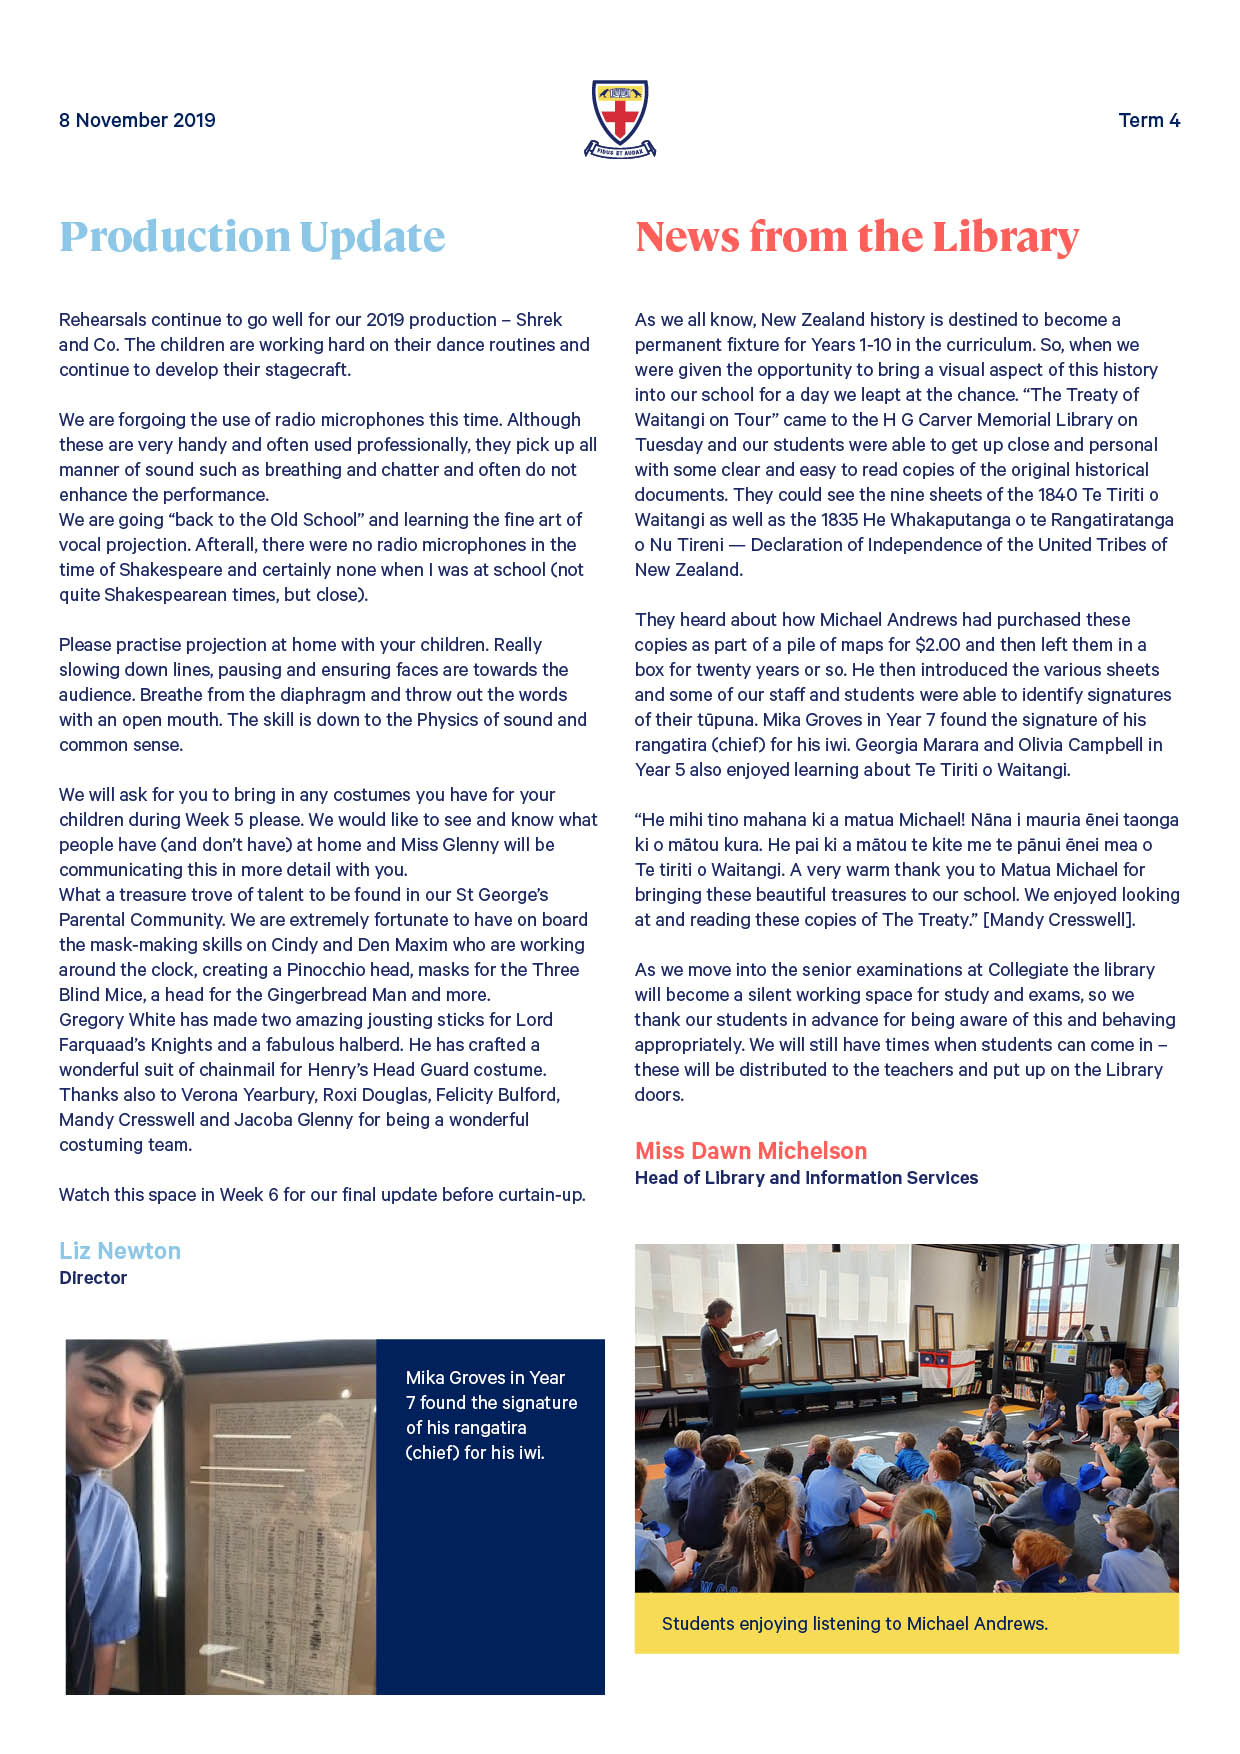 8 November 2019
FIDUS ET AUDAX
Term 4
Production Update
Rehearsals continue to go well for our 2019 production – Shrek
and Co. The children are working hard on their dance routines and
continue to develop their stagecraft.
We are forgoing the use of radio microphones this time. Although
these are very handy and often used professionally, they pick up all
manner of sound such as breathing and chatter and often do not
enhance the performance.
We are going “back to the Old School” and learning the fine art of
vocal projection. Afterall, there were no radio microphones in the
time of Shakespeare and certainly none when I was at school (not
quite Shakespearean times, but close).
Please practise projection at home with your children. Really
slowing down lines, pausing and ensuring faces are towards the
audience. Breathe from the diaphragm and throw out the words
with an open mouth. The skill is down to the Physics of sound and
common sense.
We will ask for you to bring in any costumes you have for your
children during Week 5 please. We would like to see and know what
people have (and don’t have) at home and Miss Glenny will be
communicating this in more detail with you.
What a treasure trove of talent to be found in our St George’s
Parental Community. We are extremely fortunate to have on board
the mask-making skills on Cindy and Den Maxim who are working
around the clock, creating a Pinocchio head, masks for the Three
Blind Mice, a head for the Gingerbread Man and more.
Gregory White has made two amazing jousting sticks for Lord
Farquaad’s Knights and a fabulous halberd. He has crafted a
wonderful suit of chainmail for Henry’s Head Guard costume.
Thanks also to Verona Yearbury, Roxi Douglas, Felicity Bulford,
Mandy Cresswell and Jacoba Glenny for being a wonderful
costuming team.
Watch this space in Week 6 for our final update before curtain-up.
Liz Newton
Director
Mika Groves in Year
7 found the signature
of his rangatira
(chief) for his iwi.
News from the Library
As we all know, New Zealand history is destined to become a
permanent fixture for Years 1-10 in the curriculum. So, when we
were given the opportunity to bring a visual aspect of this history
into our school for a day we leapt at the chance. “The Treaty of
Waitangi on Tour” came to the H G Carver Memorial Library on
Tuesday and our students were able to get up close and personal
with some clear and easy to read copies of the original historical
documents. They could see the nine sheets of the 1840 Te Tiriti o
Waitangi as well as the 1835 He Whakaputanga o te Rangatiratanga
o Nu Tireni — Declaration of Independence of the United Tribes of
New Zealand.
They heard about how Michael Andrews had purchased these
copies as part of a pile of maps for $2.00 and then left them in a
box for twenty years or so. He then introduced the various sheets
and some of our staff and students were able to identify signatures
of their tūpuna. Mika Groves in Year 7 found the signature of his
rangatira (chief) for his iwi. Georgia Marara and Olivia Campbell in
Year 5 also enjoyed learning about Te Tiriti o Waitangi.
“He mihi tino mahana ki a matua Michael! Nāna i mauria ēnei taonga
ki o mātou kura. He pai ki a mātou te kite me te pānui ēnei mea o
Te tiriti o Waitangi. A very warm thank you to Matua Michael for
bringing these beautiful treasures to our school. We enjoyed looking
at and reading these copies of The Treaty.” [Mandy Cresswell].
As we move into the senior examinations at Collegiate the library
will become a silent working space for study and exams, so we
thank our students in advance for being aware of this and behaving
appropriately. We will still have times when students can come in –
these will be distributed to the teachers and put up on the Library
doors.
Miss Dawn Michelson
Head of Library and Information Services
Students enjoying listening to Michael Andrews.